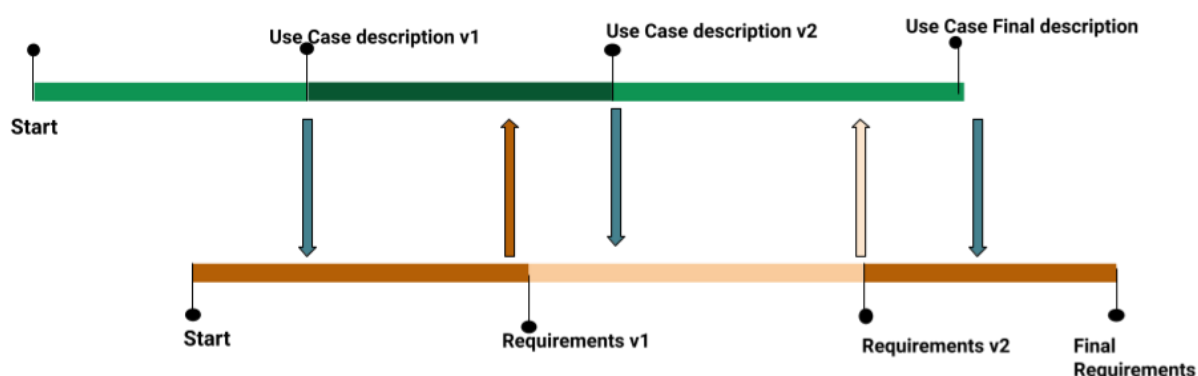 Use Case description v1
Use Case description v2
Use Case Final description
Start
Start
Requirements v1
Requirements v2
Final
Requirements